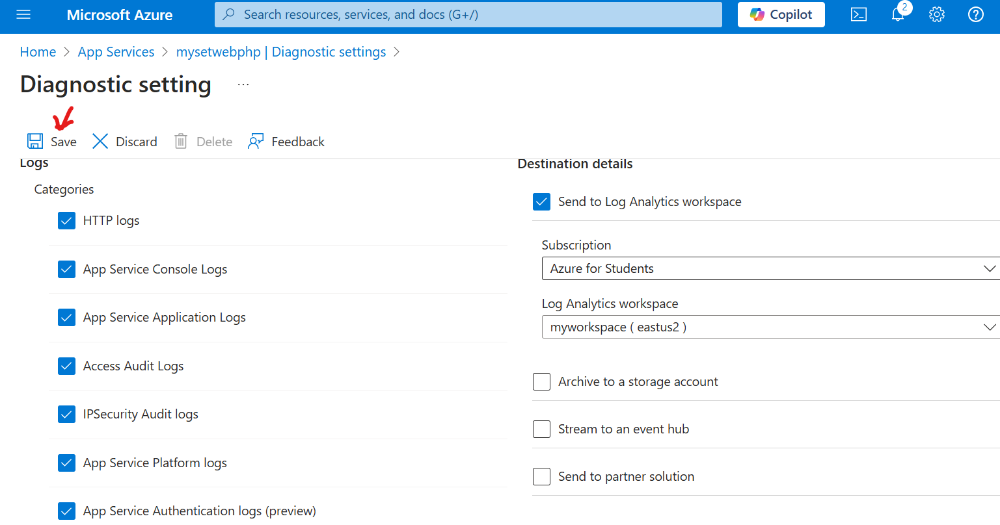 Microsoft Azure
Search resources, services, and docs (G+/)
Copilot
2
Home > App Services > mysetwebphp | Diagnostic settings >
Diagnostic setting ...
Save Discard Delete Feedback
Logs
Categories
HTTP logs
App Service Console Logs
App Service Application Logs
Access Audit Logs
IPSecurity Audit logs
App Service Platform logs
App Service Authentication logs (preview)
Destination details
Send to Log Analytics workspace
Subscription
Azure for Students
Log Analytics workspace
myworkspace ( eastus2 )
Archive to a storage account
Stream to an event hub
Send to partner solution